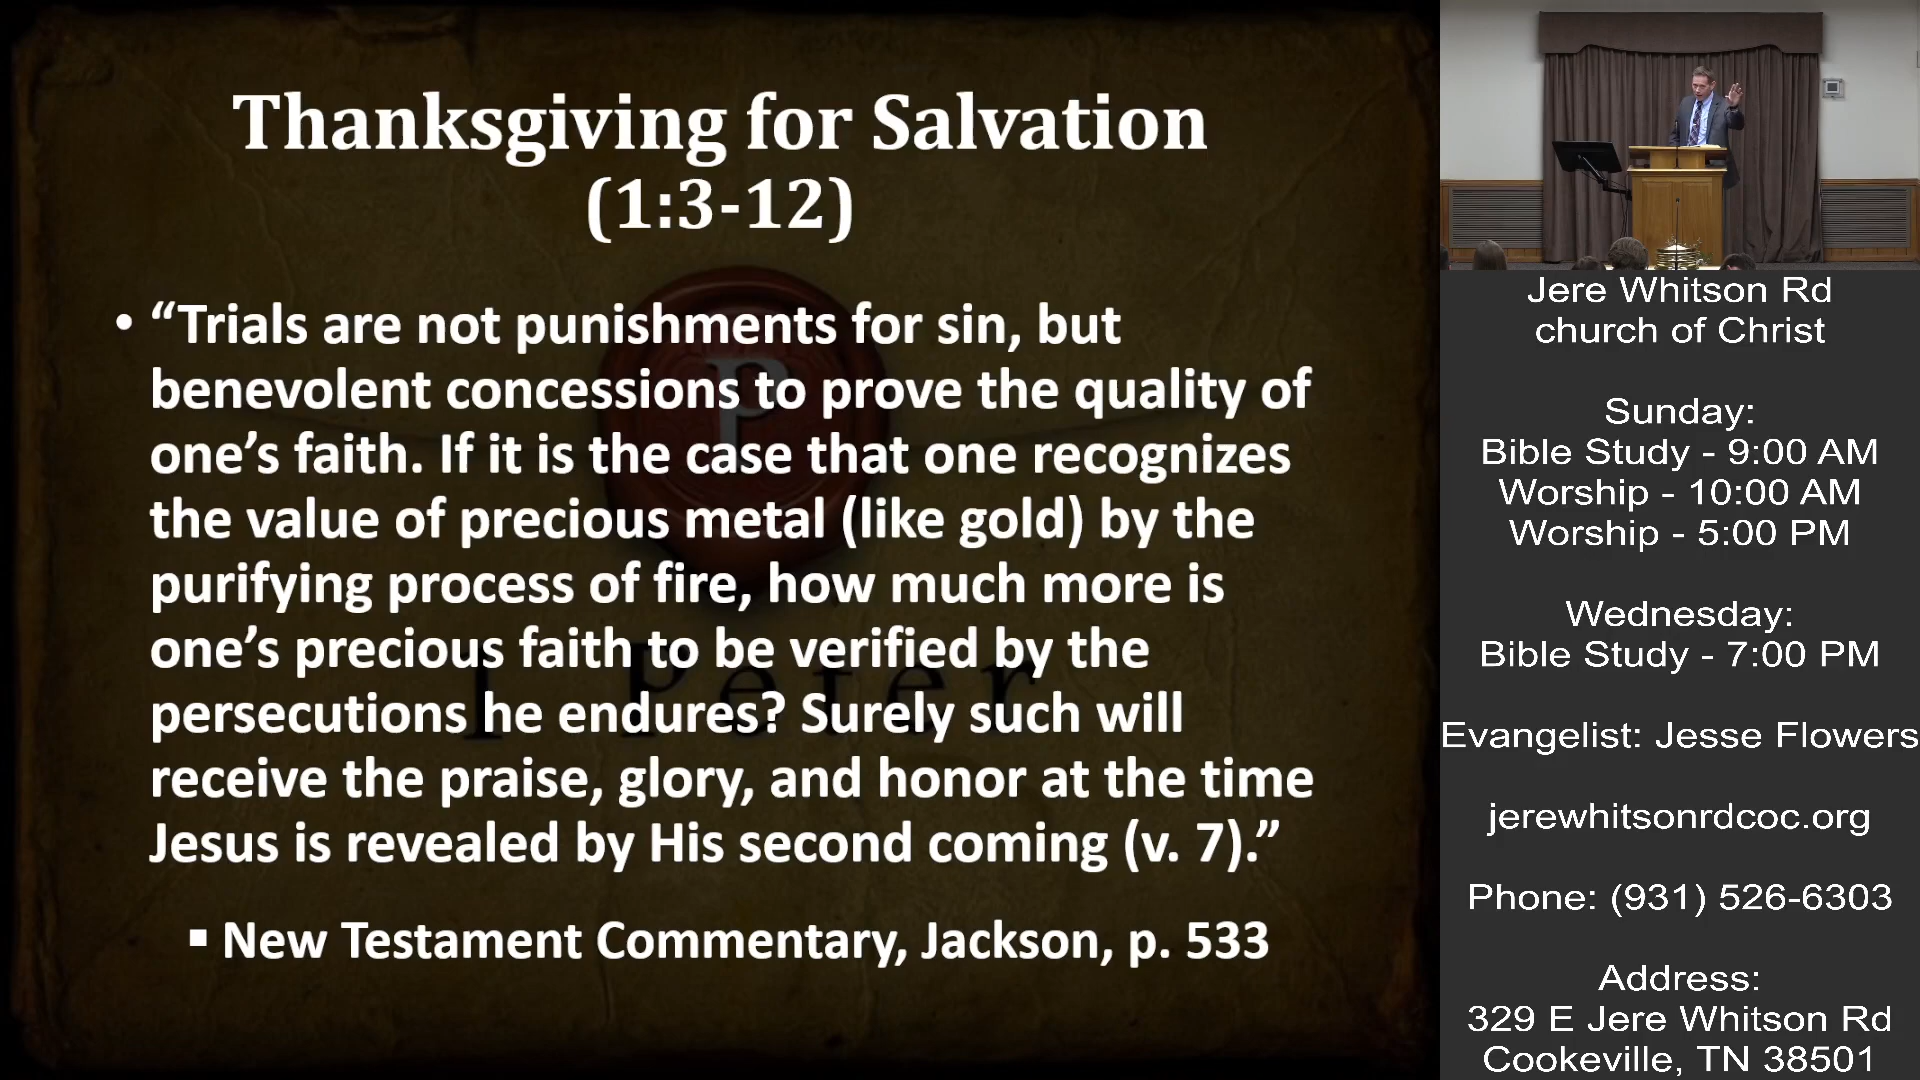 Thanksgiving for Salvation
(1:3-12)
• “Trials are not punishments for sin, but
benevolent concessions to prove the quality of
one’s faith. If it is the case that one recognizes
the value of precious metal (like gold) by the
purifying process of fire, how much more is
one’s precious faith to be verified by the
persecutions he endures? Surely such will
receive the praise, glory, and honor at the time
Jesus is revealed by His second coming (v. 7).”
▪ New Testament Commentary, Jackson, p. 533
P
1 Peter
Jere Whitson Rd
church of Christ
Sunday:
Bible Study - 9:00 AM
Worship - 10:00 AM
Worship - 5:00 PM
Wednesday:
Bible Study - 7:00 PM
Evangelist: Jesse Flowers
jerewhitsonrdcoc.org
Phone: (931) 526-6303
Address:
329 E Jere Whitson Rd
Cookeville, TN 38501